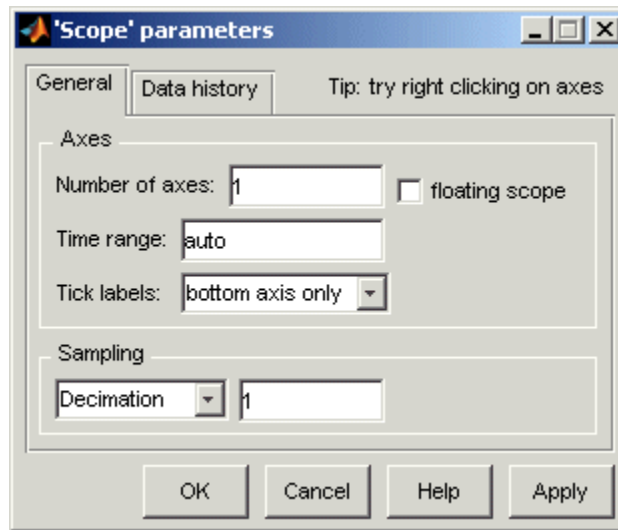 'Scope' parameters
General Data history Tip: try right clicking on axes
Axes
Number of axes: 1 floating scope
Time range: auto
Tick labels: bottom axis only
Sampling
Decimation 1
OK Cancel Help Apply